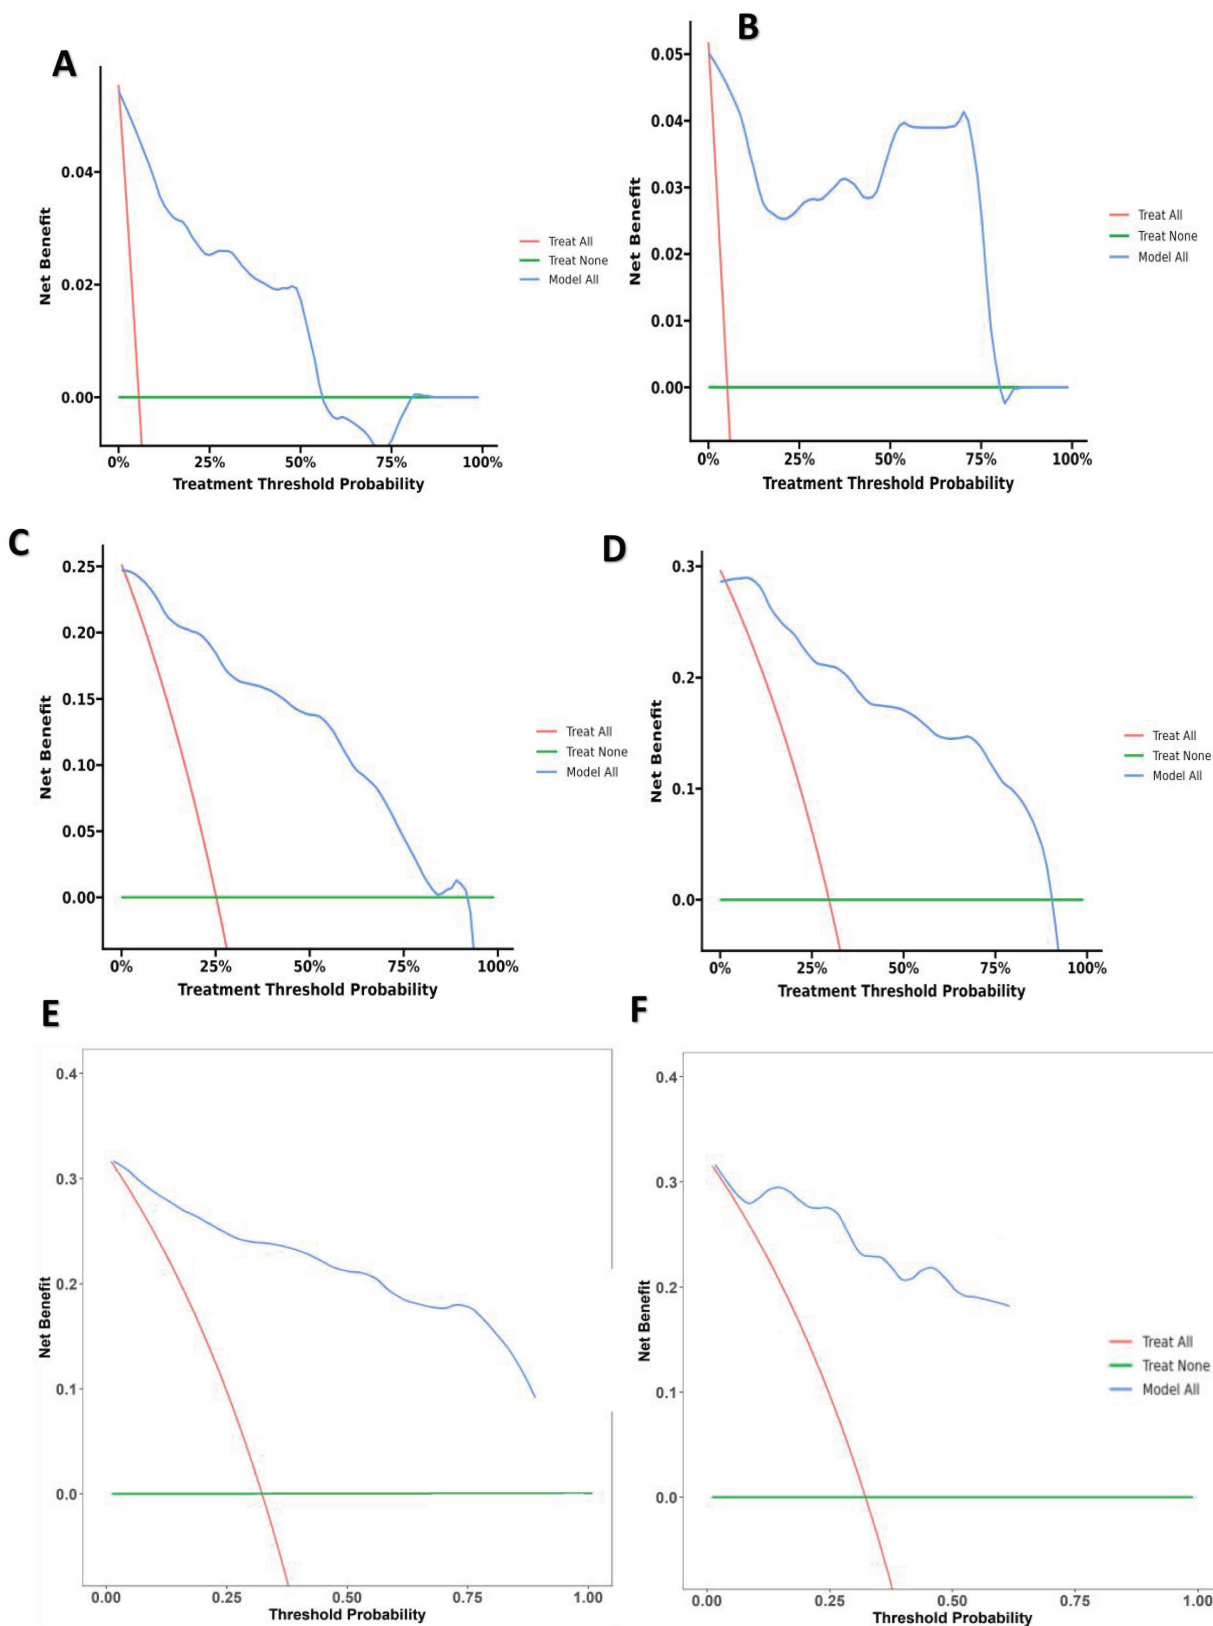 A
Net Benefit
0.04
0.02
0.00
0% 25% 50% 75% 100%
Treatment Threshold Probability
Treat All
Treat None
Model All
B
Net Benefit
0.05
0.04
0.03
0.02
0.01
0.00
0% 25% 50% 75% 100%
Treatment Threshold Probability
Treat All
Treat None
Model All
C
Net Benefit
0.25
0.20
0.15
0.10
0.05
0.00
0% 25% 50% 75% 100%
Treatment Threshold Probability
Treat All
Treat None
Model All
D
Net Benefit
0.3
0.2
0.1
0.0
0% 25% 50% 75% 100%
Treatment Threshold Probability
Treat All
Treat None
Model All
E
Net Benefit
0.4
0.3
0.2
0.1
0.0
0.00 0.25 0.50 0.75 1.00
Threshold Probability
F
Net Benefit
0.4
0.3
0.2
0.1
0.0
0.00 0.25 0.50 0.75 1.00
Threshold Probability
Treat All
Treat None
Model All